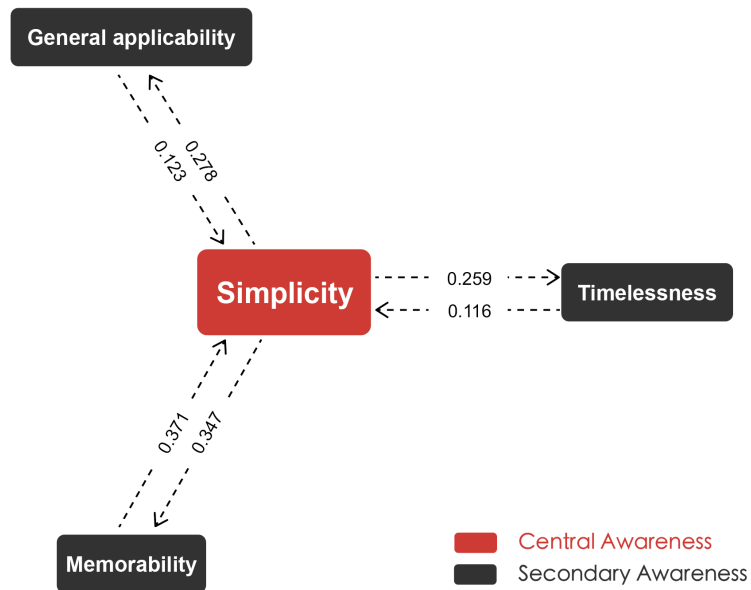 General applicability
0.123
0.278
Simplicity
0.259
0.116
Timelessness
0.371
0.347
Memorability
Central Awareness
Secondary Awareness